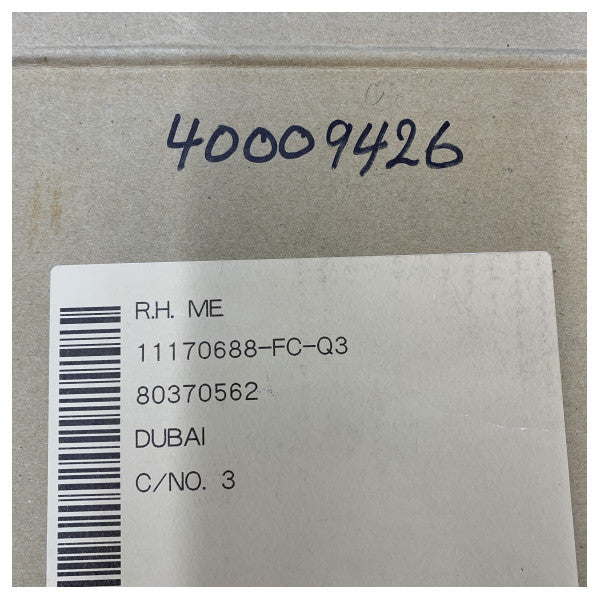 40009426
R.H. ME
11170688-FC-Q3
80370562
DUBAI
C/NO. 3